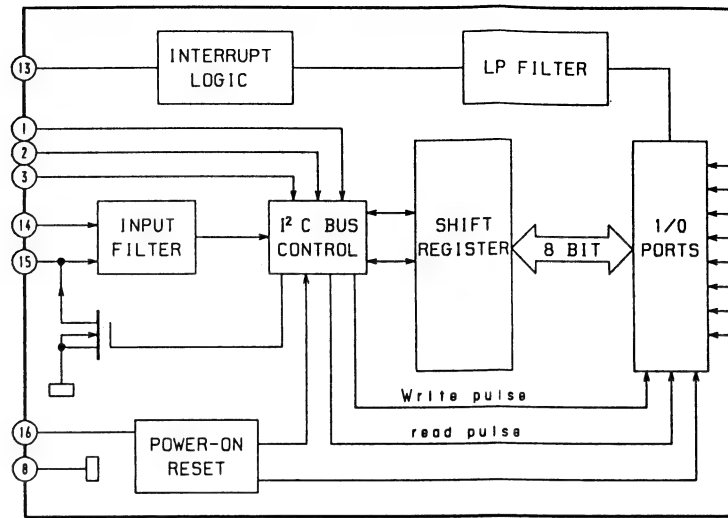 13
INTERRUPT
LOGIC
LP FILTER
1
2
3
14
INPUT
FILTER
I² C BUS
CONTROL
SHIFT
REGISTER
8 BIT
I/O
PORTS
15
Write pulse
read pulse
16
POWER-ON
RESET
8